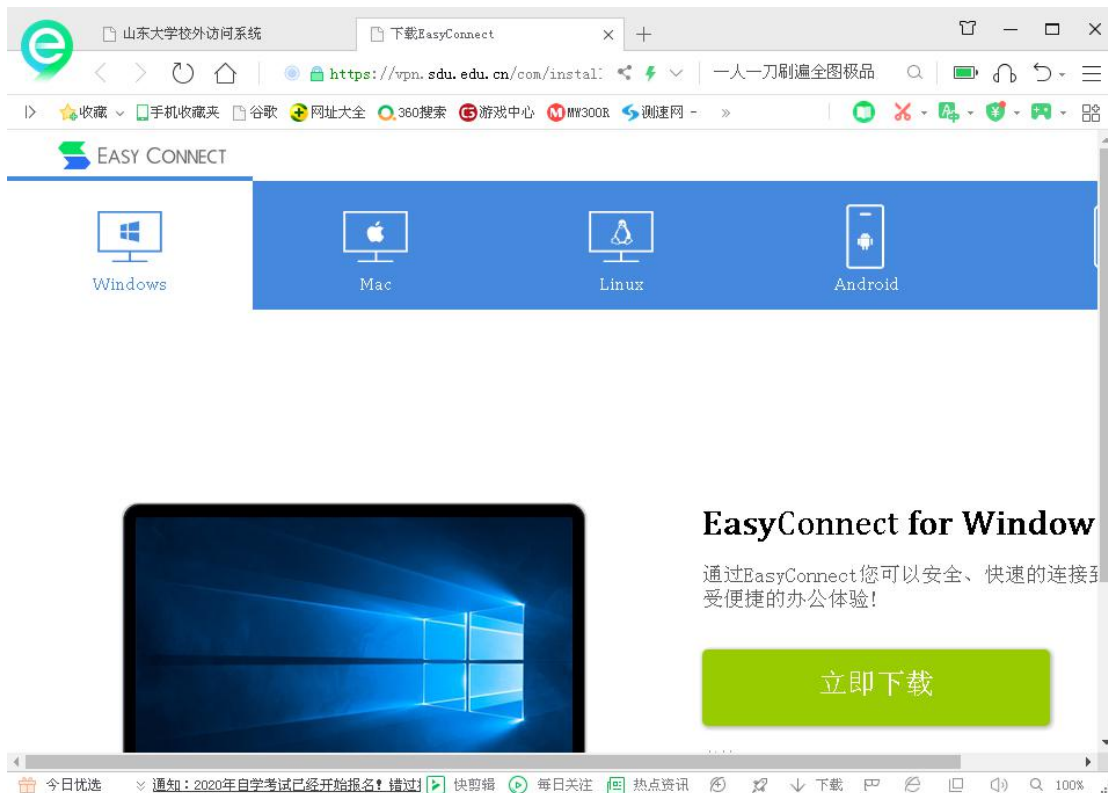 山东大学校外访问系统
下载EasyConnect
https://vpn.sdu.edu.cn/com/install
一人一刀刷遍全图极品
收藏 手机收藏夹 谷歌 网址大全 360搜索 游戏中心 MW300R 测速网 - »
EASY CONNECT
Windows Mac Linux Android
EasyConnect for Window
通过EasyConnect您可以安全、快速的连接到
受便捷的办公体验!
立即下载
今日优选 通知:2020年自学考试已经开始报名!错过 快剪辑 每日关注 热点资讯 下载 100%